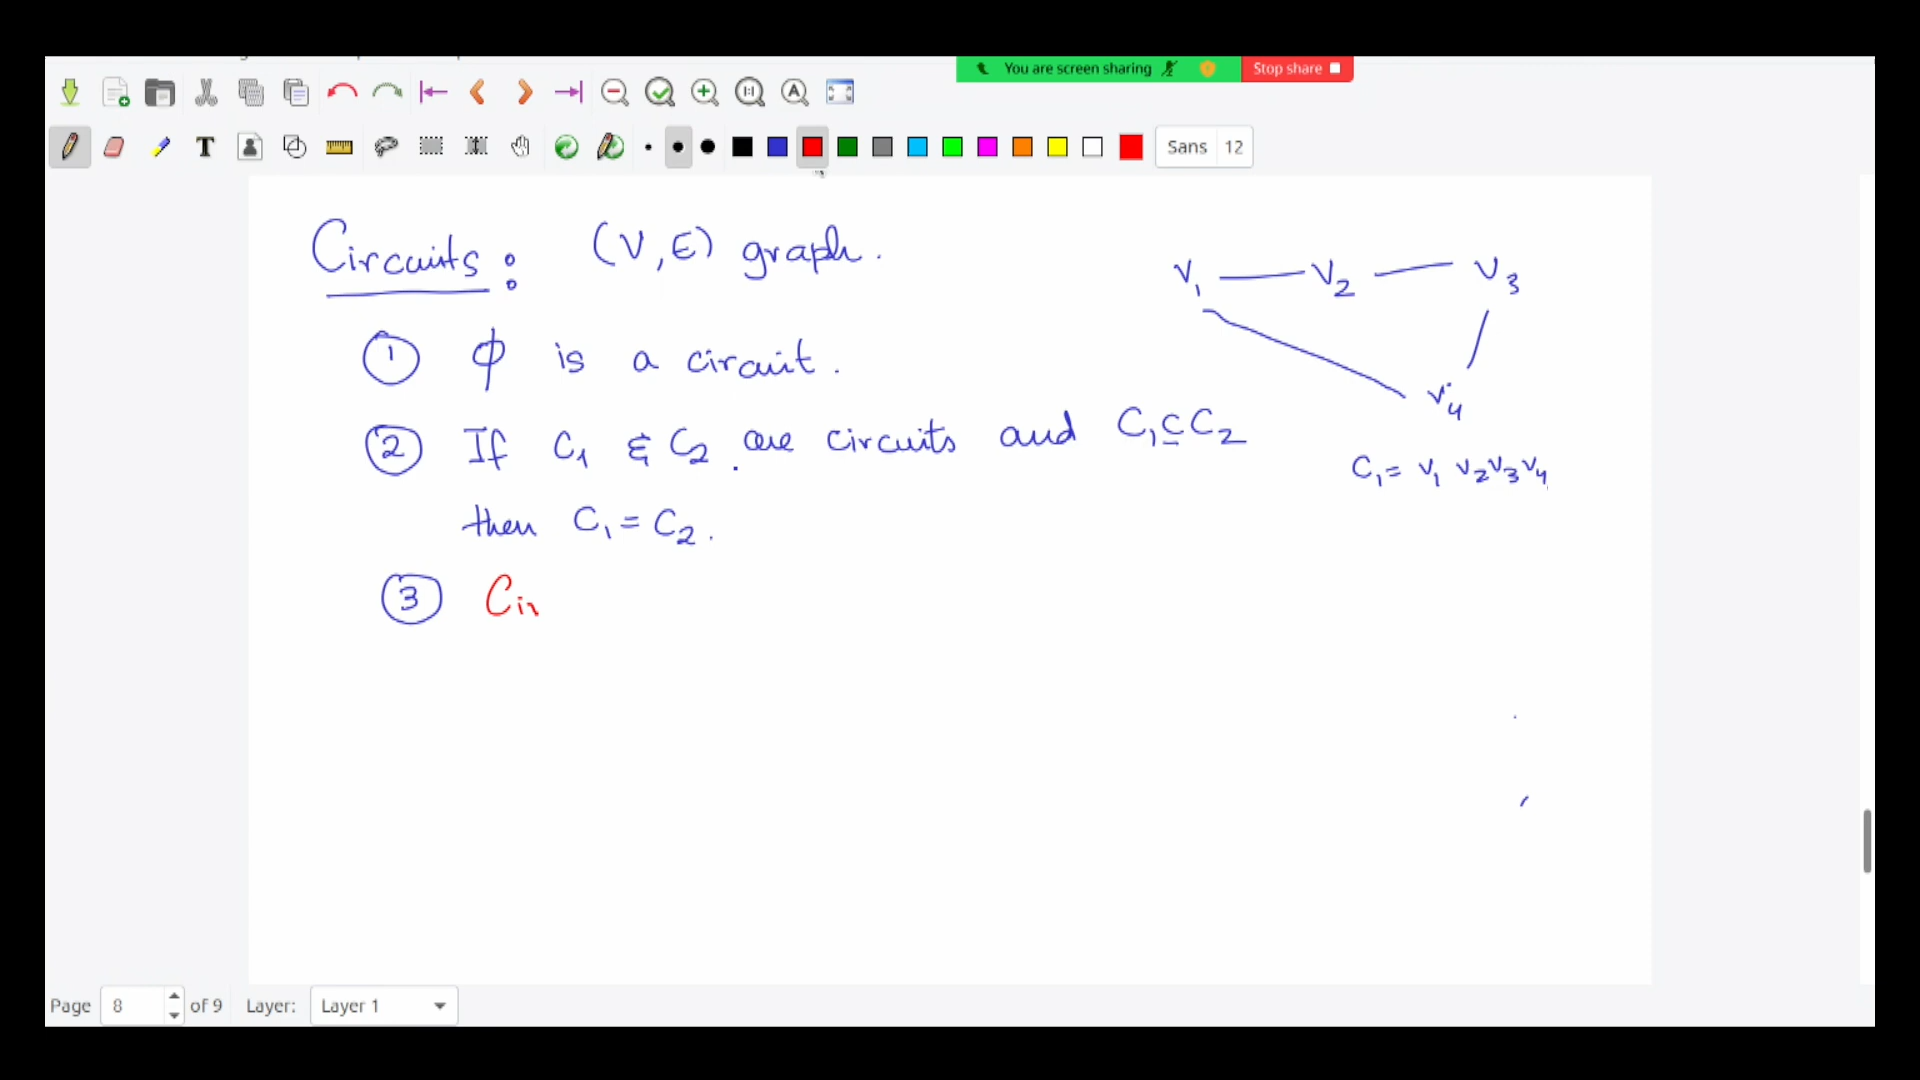 You are screen sharing Stop share
Sans 12
Circuits: (V,E) graph.
V1 — V2 — V3
V4
① ϕ is a circuit.
② If C1 & C2 are circuits and C1⊆C2
C1 = V1 V2 V3 V4
then C1 = C2.
③ Cir
Page 8 of 9 Layer: Layer 1